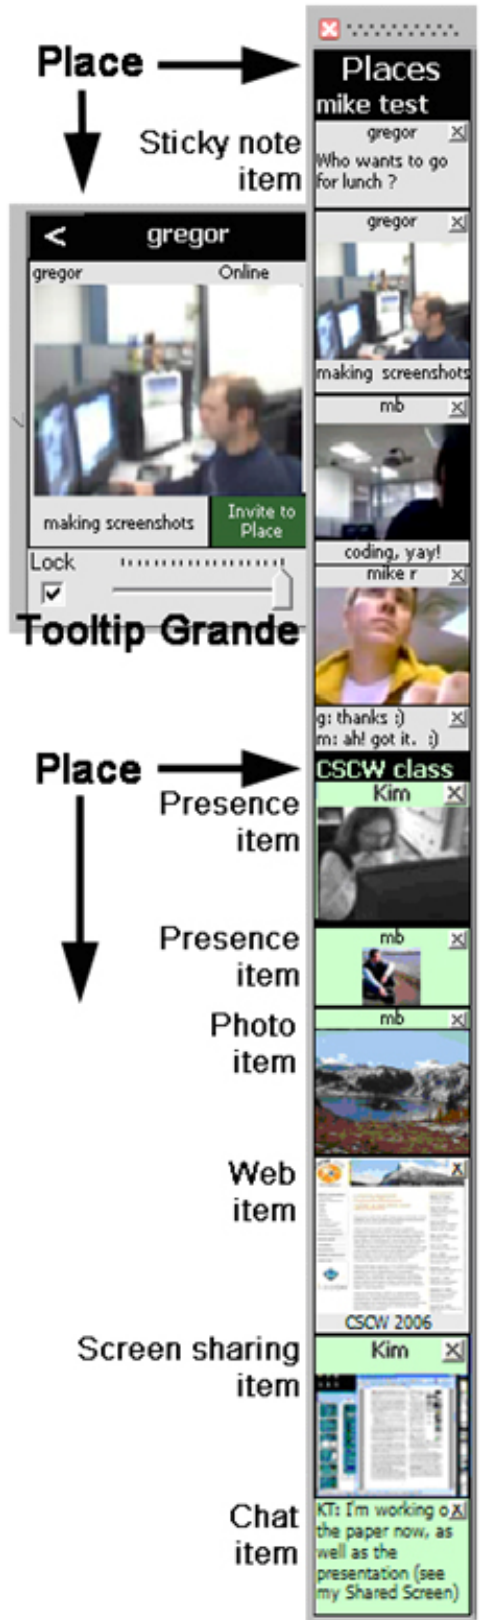 Place
Places
mike test
Sticky note
item
gregor
Who wants to go
for lunch ?
< gregor
gregor Online
making screenshots
Invite to
Place
Lock
Tooltip Grande
gregor
making screenshots
mb
coding, yay!
mike r
g: thanks :)
m: ah! got it. :)
Place
CSCW class
Presence
item
Kim
Presence
item
mb
Photo
item
mb
Web
item
CSCW 2006
Screen sharing
item
Kim
Chat
item
KT: I'm working o
the paper now, as
well as the
presentation (see
my Shared Screen)